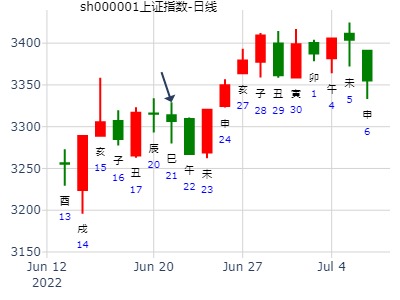 sh000001上证指数-日线
3400
3350
3300
3250
3200
3150
酉
13
戌
14
亥
15
子
16
丑
17
辰
20
巳
21
午
22
未
23
申
24
亥
27
子
28
丑
29
寅
30
卯
1
午
4
未
5
申
6
Jun 12
2022
Jun 20
Jun 27
Jul 4